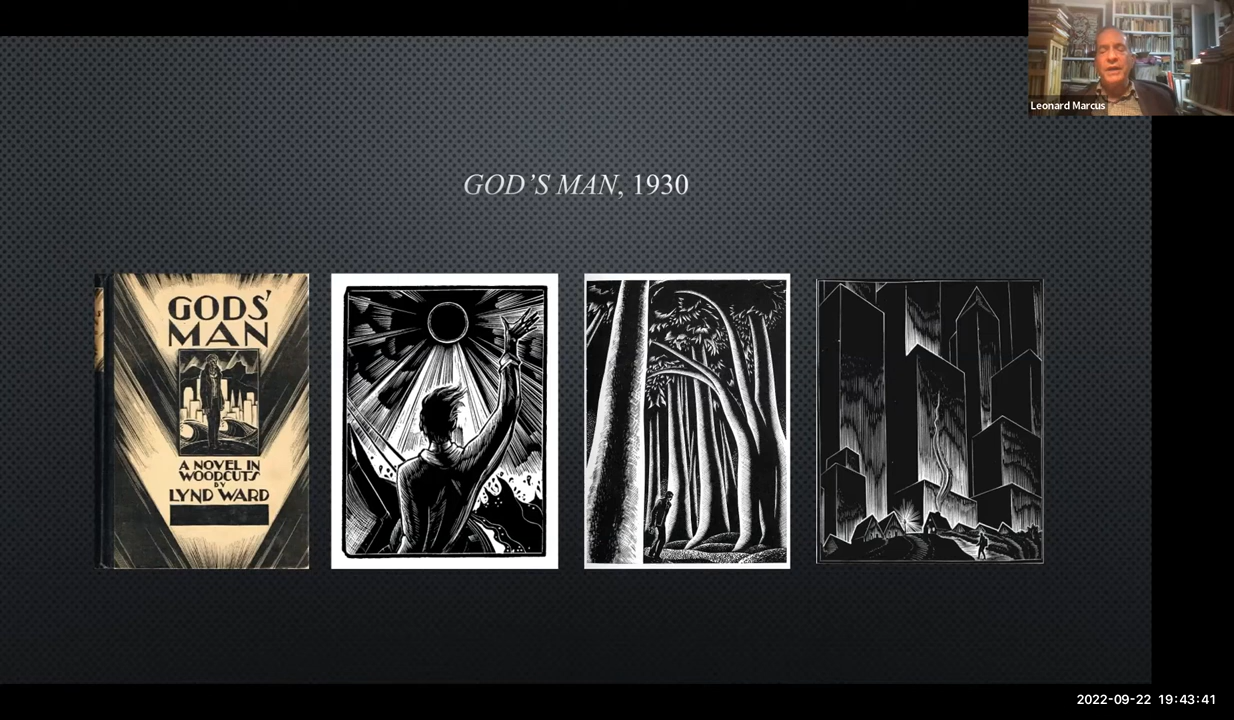 Leonard Marcus
GOD'S MAN, 1930
GODS'
MAN
A NOVEL IN
WOODCUTS
BY
LYND WARD
2022-09-22 19:43:41